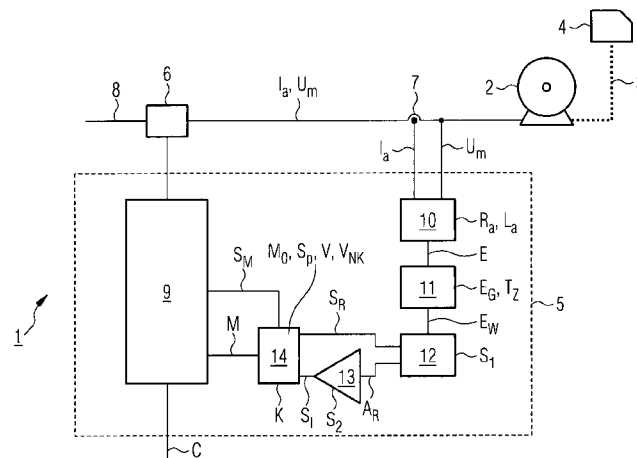 4
6
7
2
8
I_a, U_m
I_a
U_m
10
R_a, L_a
E
M_0, S_p, V, V_NK
S_M
11
E_G, T_Z
9
S_R
5
1
E_W
M
14
12
S_1
13
K
S_I
S_2
A_R
C